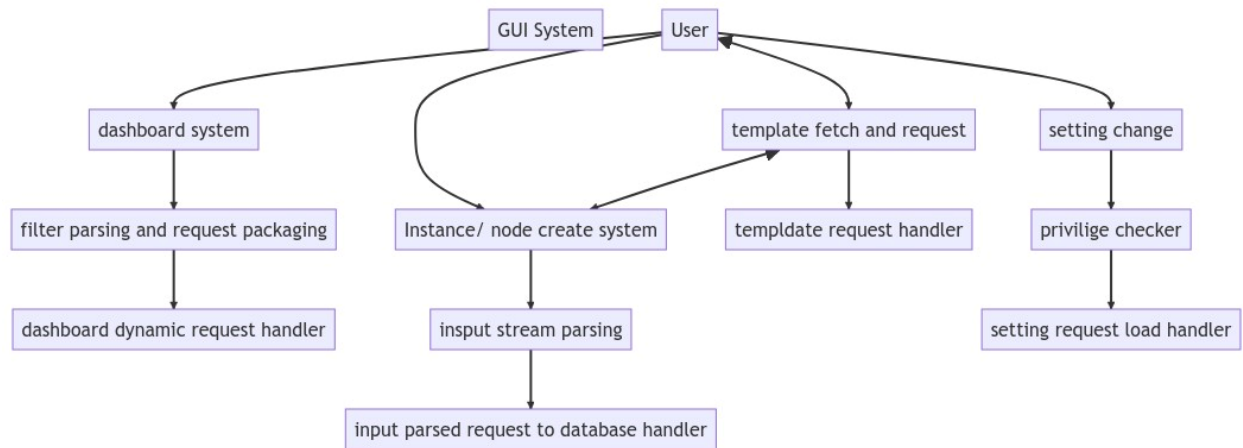 GUI System
User
dashboard system
template fetch and request
setting change
filter parsing and request packaging
Instance/ node create system
templdate request handler
privilige checker
dashboard dynamic request handler
insput stream parsing
setting request load handler
input parsed request to database handler